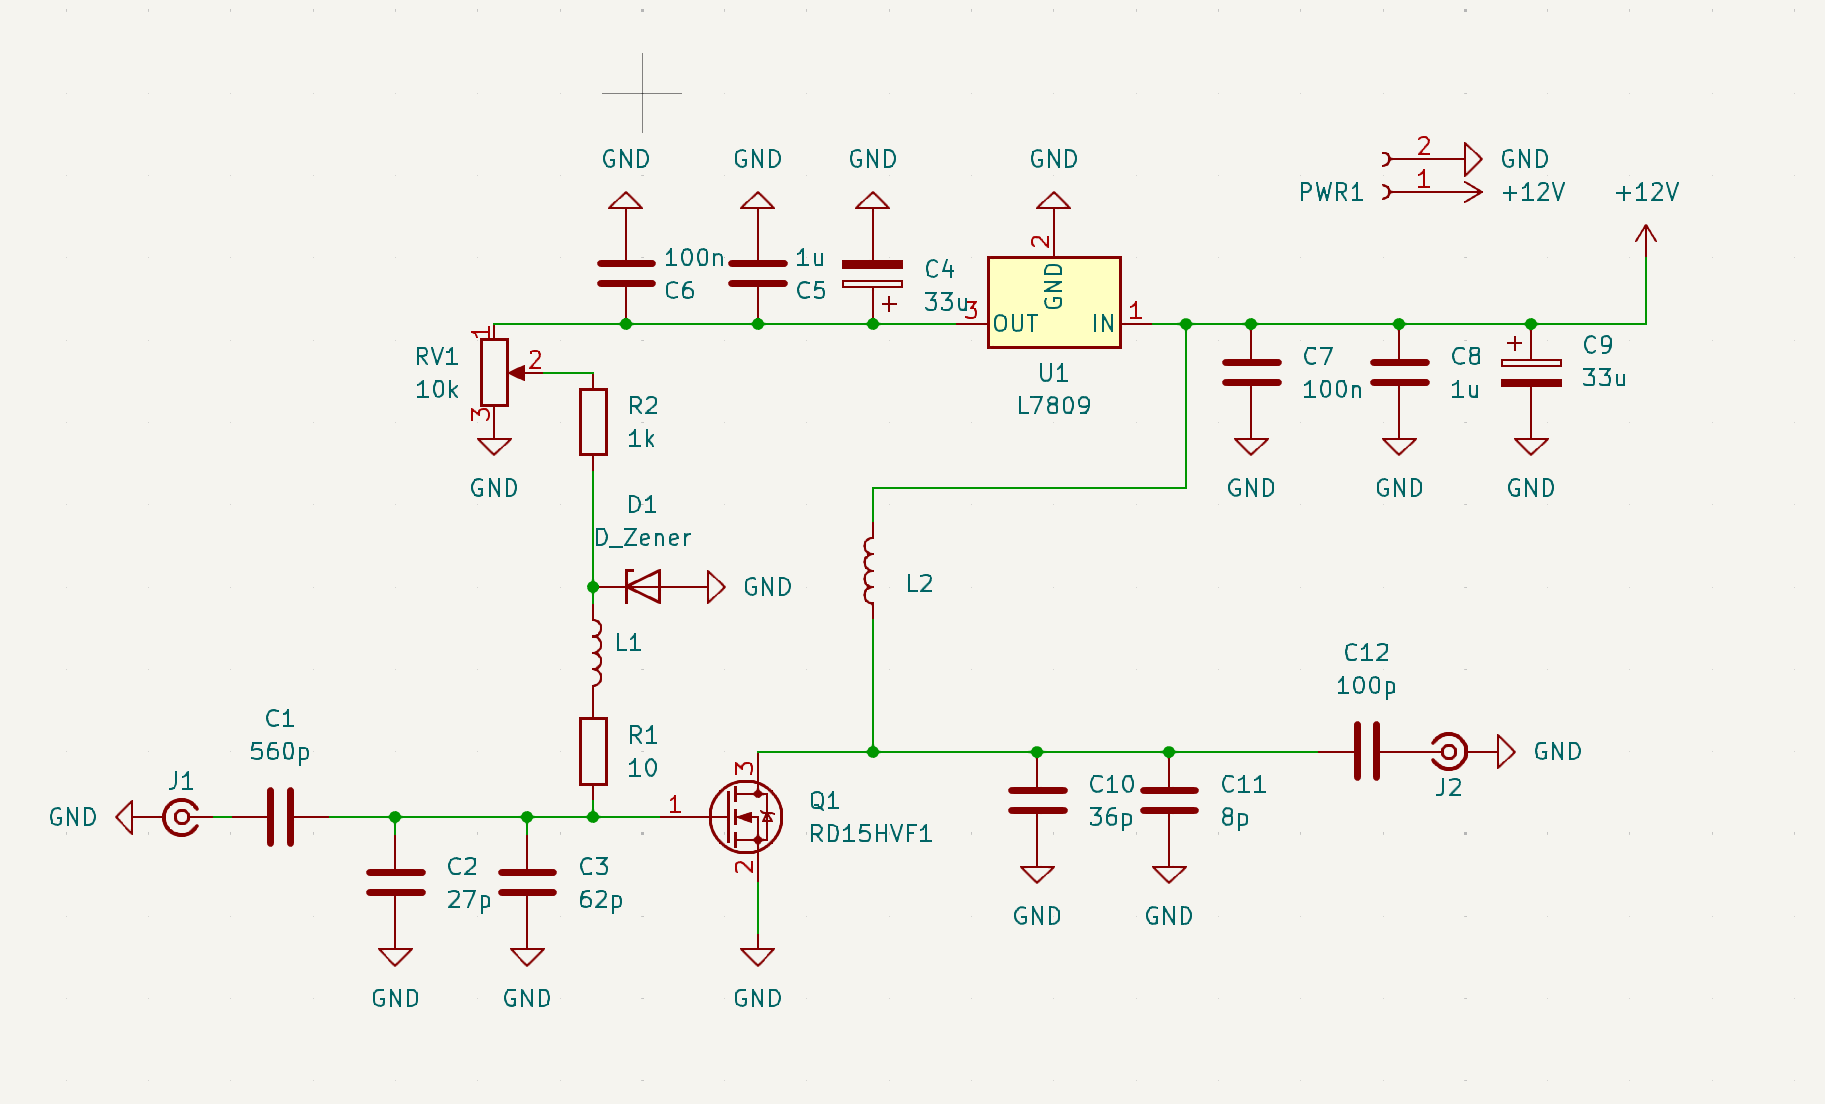 GND
GND
GND
GND
2
GND
PWR1
1
+12V
+12V
100n
C6
1u
C5
C4
33u
+
2
GND
3
OUT
IN
1
U1
L7809
1
RV1
10k
2
3
GND
R2
1k
C7
100n
C8
1u
+
C9
33u
GND
GND
GND
D1
D_Zener
GND
L1
L2
C12
100p
C1
560p
J1
GND
R1
10
1
3
Q1
RD15HVF1
2
C10
36p
C11
8p
J2
GND
C2
27p
C3
62p
GND
GND
GND
GND
GND